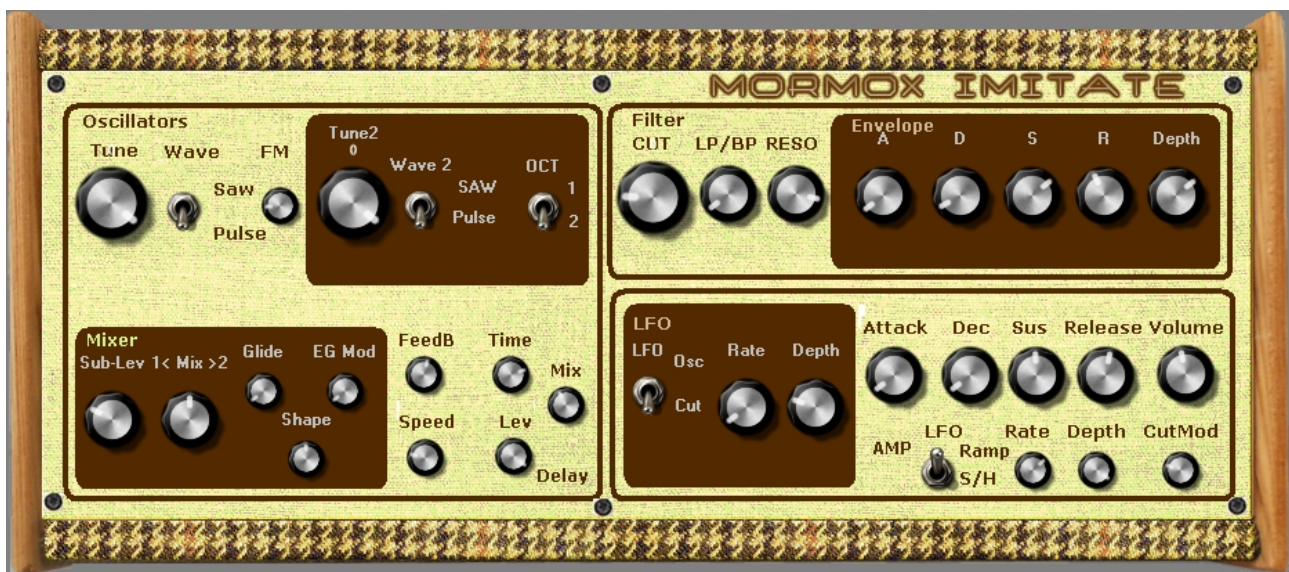 MORMOX IMITATE
Oscillators
Tune Wave FM
Saw
Pulse
Tune2
0
Wave 2
SAW
Pulse
OCT
1
2
Filter
CUT LP/BP RESO
Envelope
A D S R Depth
Mixer
Sub-Lev 1< Mix >2
Glide EG Mod
Shape
FeedB Time
Mix
Speed Lev
Delay
LFO
LFO
Osc
Cut
Rate Depth
Attack Dec Sus Release Volume
AMP
LFO
Ramp
S/H
Rate Depth CutMod